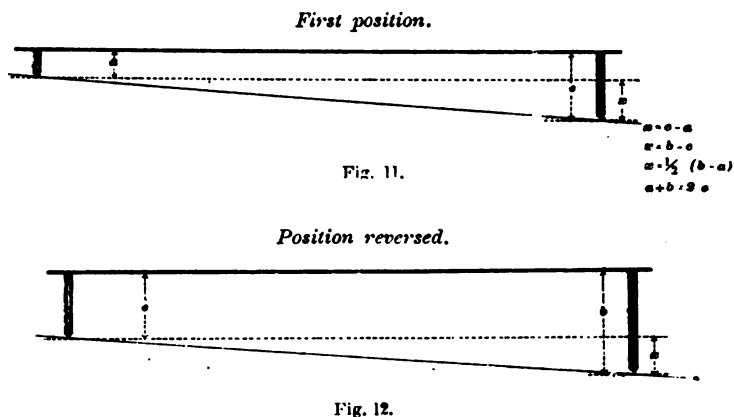 First position.
a
c
x
x = c - a
x = b - c
x = ½ (b - a)
a + b = 2 c
Fig. 11.
Position reversed.
c
b
x
Fig. 12.